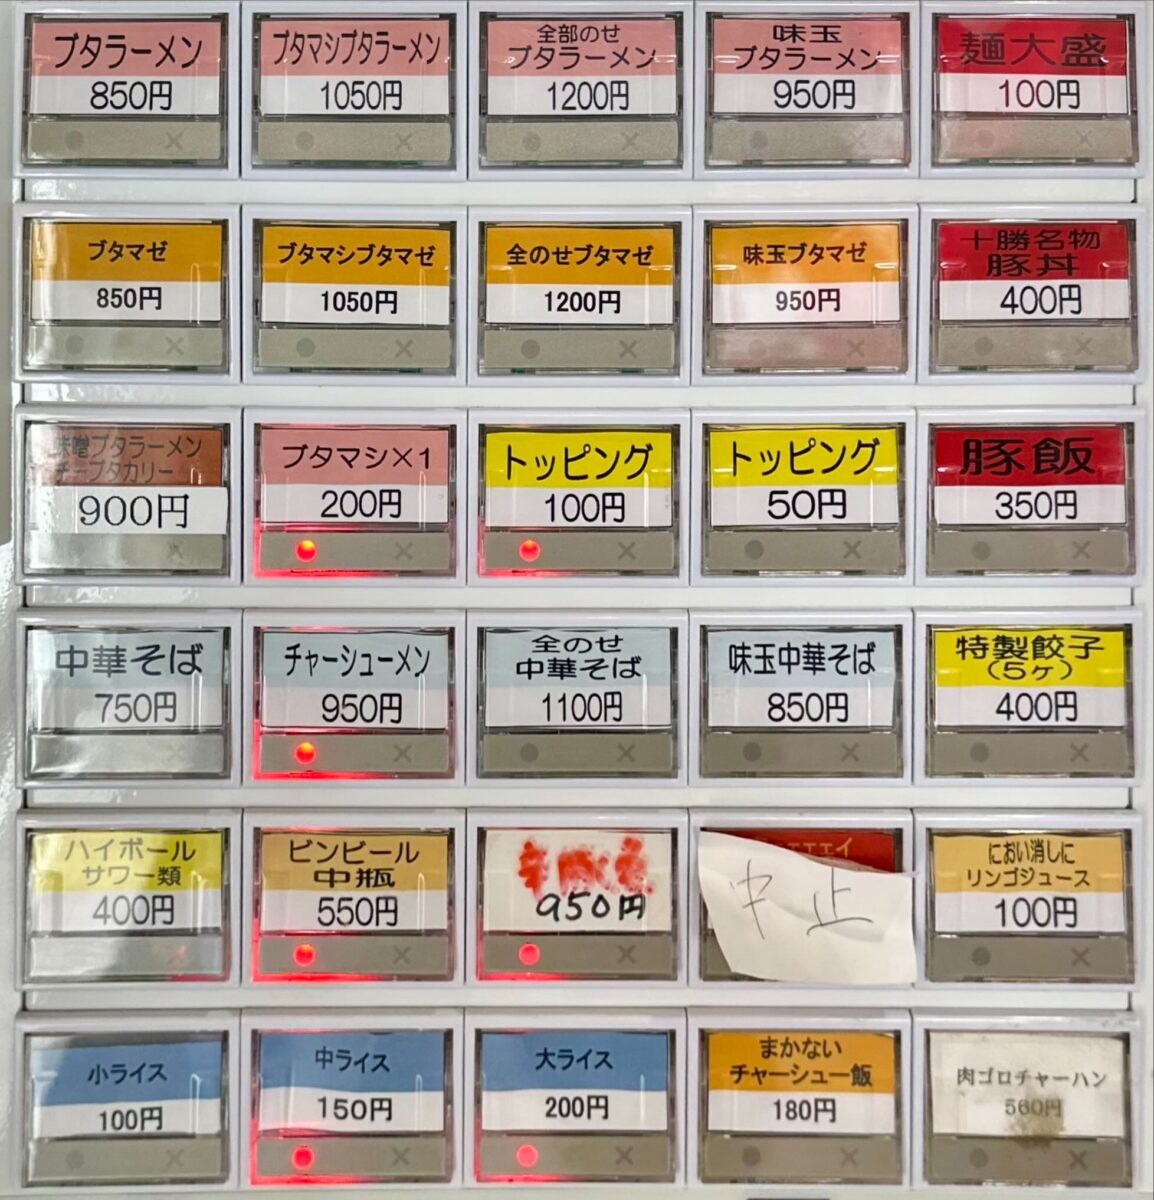 ブタラーメン
850円
ブタマシブタラーメン
1050円
全部のせ
ブタラーメン
1200円
味玉
ブタラーメン
950円
麺大盛
100円
ブタマゼ
850円
ブタマシブタマゼ
1050円
全のせブタマゼ
1200円
味玉ブタマゼ
950円
十勝名物
豚丼
400円
味噌ブタラーメン
チーブタカリー
900円
ブタマシ×1
200円
トッピング
100円
トッピング
50円
豚飯
350円
中華そば
750円
チャーシューメン
950円
全のせ
中華そば
1100円
味玉中華そば
850円
特製餃子
(5ヶ)
400円
ハイボール
サワー類
400円
ビンビール
中瓶
550円
950円
中止
におい消しに
リンゴジュース
100円
小ライス
100円
中ライス
150円
大ライス
200円
まかない
チャーシュー飯
180円
肉ゴロチャーハン
560円